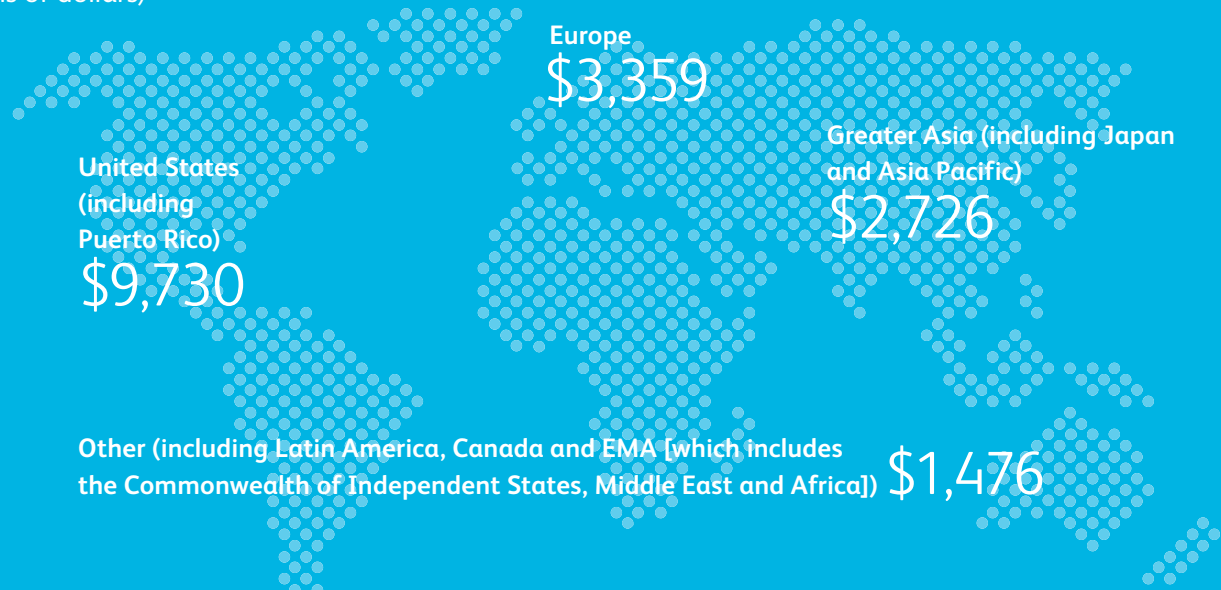 of dollars)
Europe
$3,359
Greater Asia (including Japan
and Asia Pacific)
$2,726
United States
(including
Puerto Rico)
$9,730
Other (including Latin America, Canada and EMA [which includes
the Commonwealth of Independent States, Middle East and Africa])
$1,476